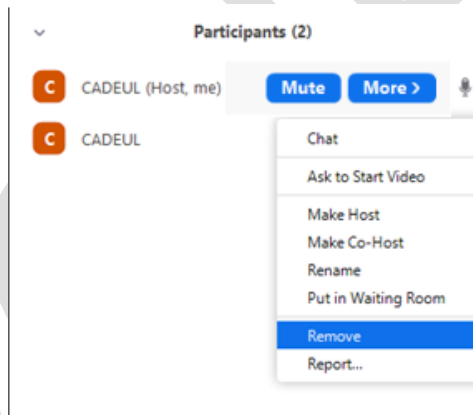 Participants (2)
C CADEUL (Host, me) Mute More >
C CADEUL
Chat
Ask to Start Video
Make Host
Make Co-Host
Rename
Put in Waiting Room
Remove
Report...